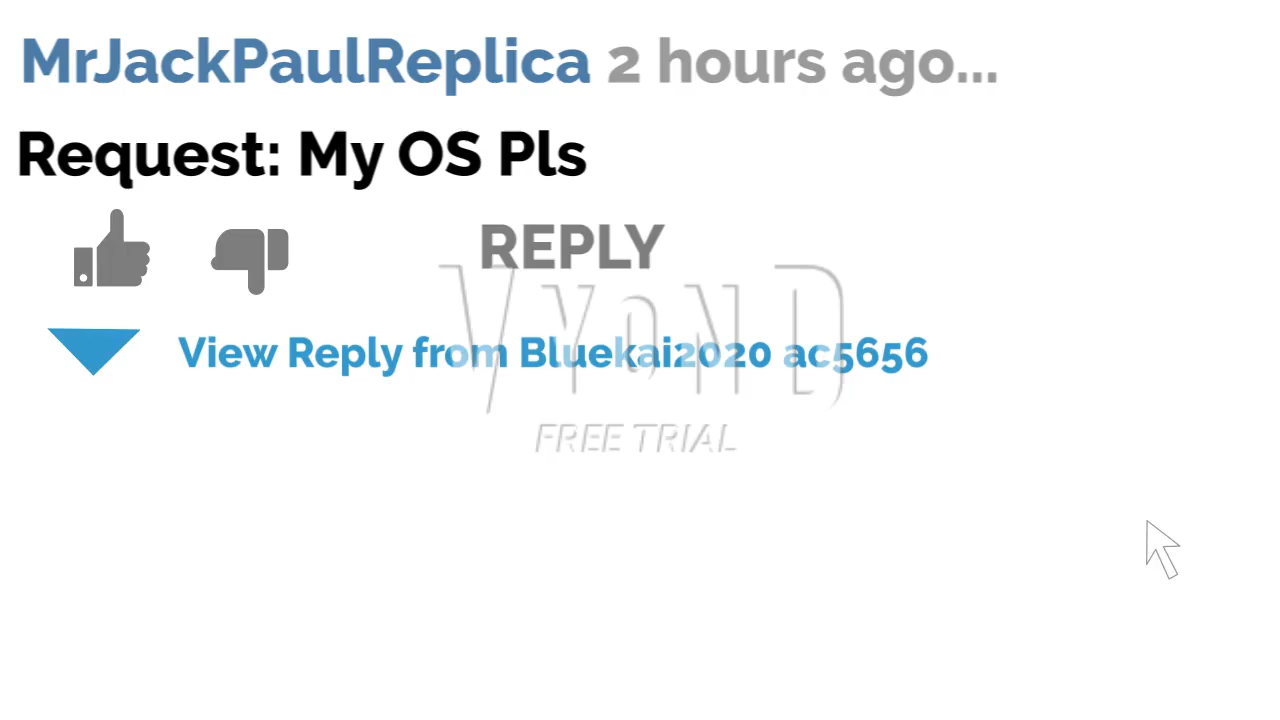 MrJackPaulReplica 2 hours ago...
Request: My OS Pls
REPLY
View Reply from Bluekai2020 ac5656
VYOND
FREE TRIAL